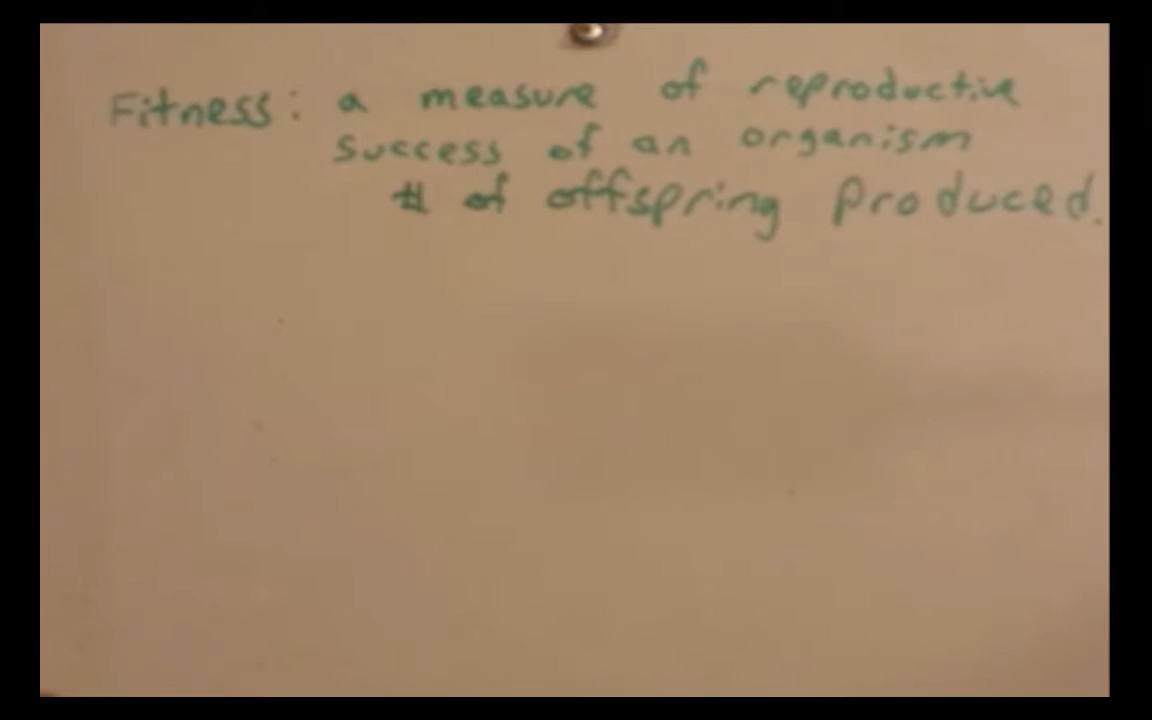 Fitness: a measure of reproductive
success of an organism
# of offspring produced.